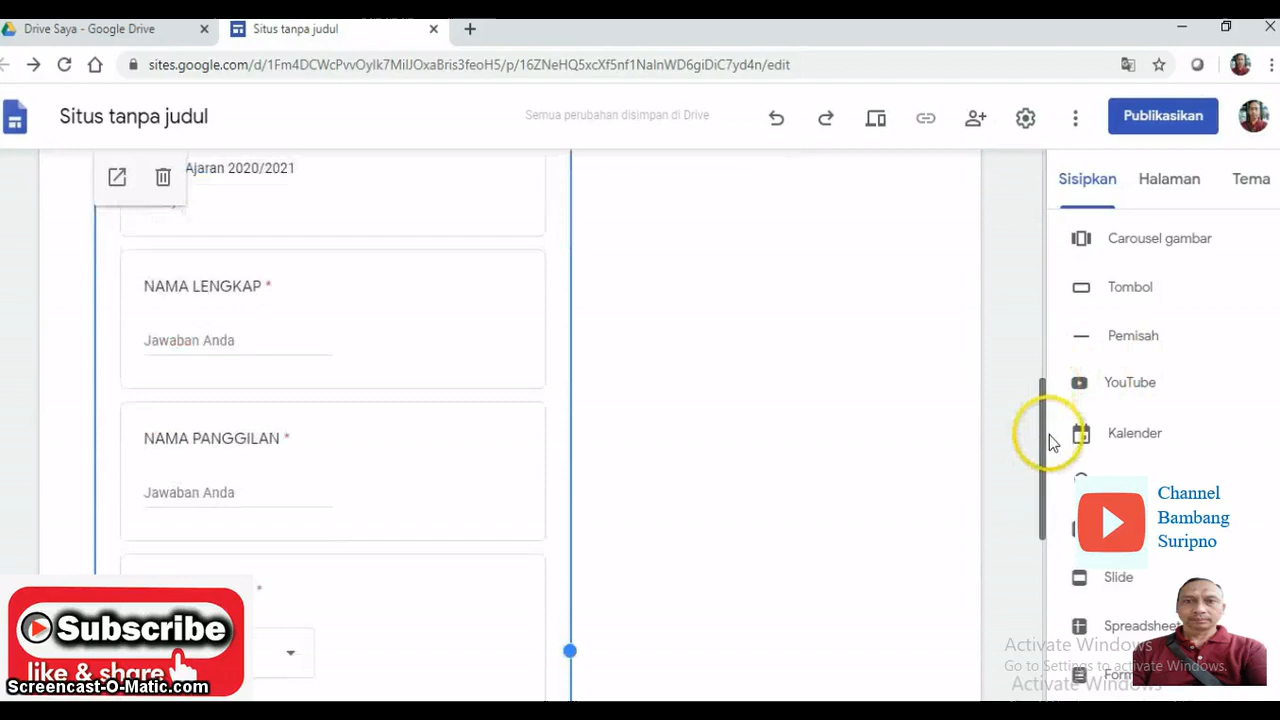 Drive Saya - Google Drive
Situs tanpa judul
sites.google.com/d/1Fm4DCWcPvvOylk7MilJOxaBris3feoH5/p/16ZNeHQ5xcXf5nf1NaInWD6giDiC7yd4n/edit
Situs tanpa judul
Semua perubahan disimpan di Drive
Publikasikan
Ajaran 2020/2021
Sisipkan
Halaman
Tema
Carousel gambar
NAMA LENGKAP *
Tombol
Jawaban Anda
Pemisah
YouTube
NAMA PANGGILAN *
Kalender
Jawaban Anda
Channel
Bambang
Suripno
Slide
*
Spreadsheet
Subscribe
like & share
Activate Windows
Go to Settings to activate Windows.
Form
Activate Windows
Screencast-O-Matic.com